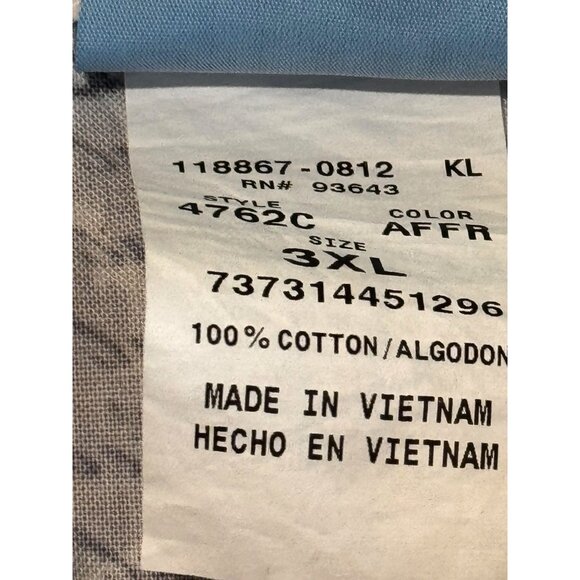 118867-0812 KL
RN# 93643
STYLE COLOR
4762C AFFR
SIZE
3XL
737314451296
100% COTTON/ALGODON
MADE IN VIETNAM
HECHO EN VIETNAM